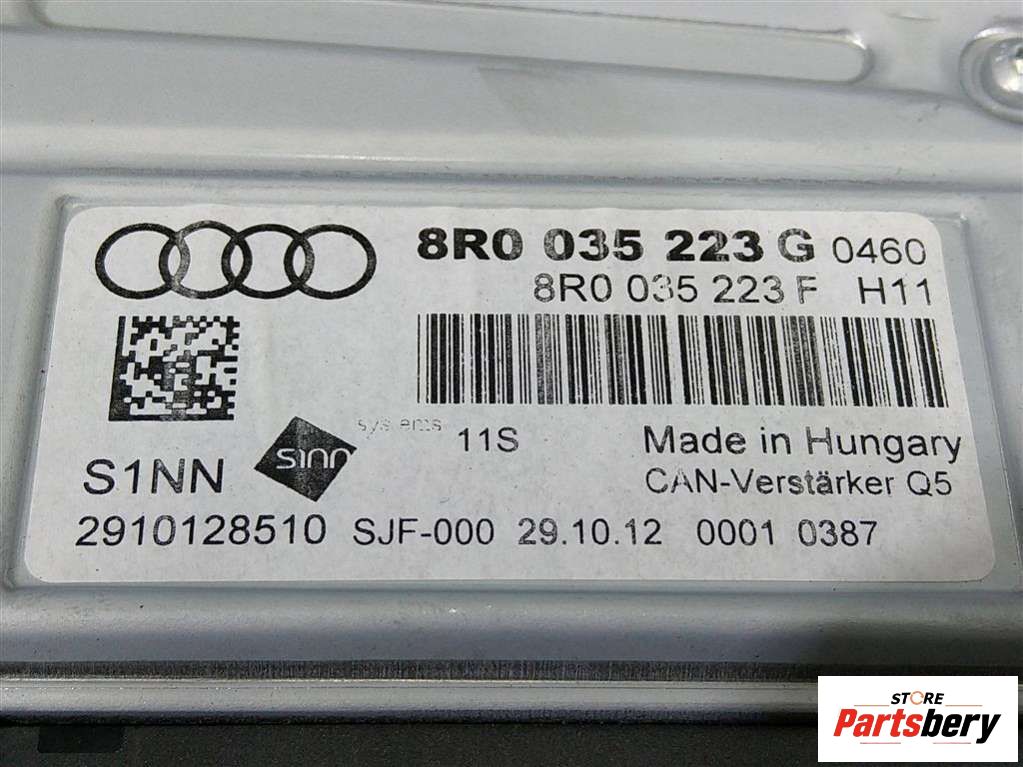 8R0 035 223 G 0460
8R0 035 223 F H11
systems
sinn
11S
Made in Hungary
S1NN
CAN-Verstärker Q5
2910128510 SJF-000 29.10.12 0001 0387
STORE
Partsbery